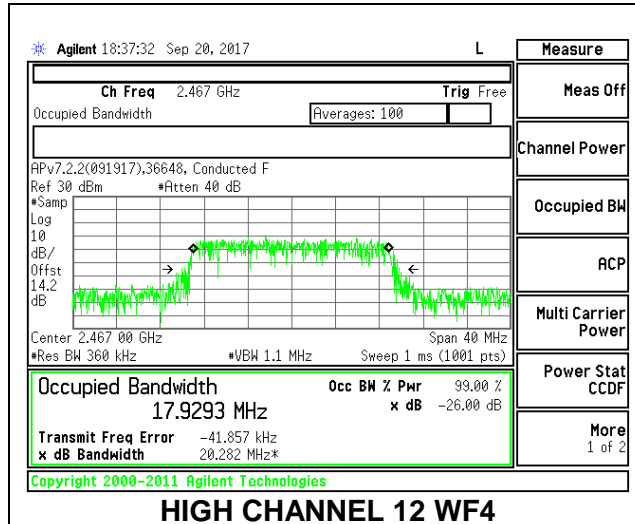 Agilent 18:37:32 Sep 20, 2017 L
Measure
Ch Freq 2.467 GHz Trig Free
Meas Off
Occupied Bandwidth Averages: 100
Channel Power
APv7.2.2(091917),36648, Conducted F
Ref 30 dBm #Atten 40 dB
#Samp
Log
10
dB/
Offst
14.2
dB
Occupied BW
ACP
Multi Carrier
Power
Center 2.467 00 GHz Span 40 MHz
#Res BW 360 kHz #VBW 1.1 MHz Sweep 1 ms (1001 pts)
Power Stat
CCDF
Occupied Bandwidth Occ BW % Pwr 99.00 %
17.9293 MHz x dB -26.00 dB
Transmit Freq Error -41.857 kHz
x dB Bandwidth 20.282 MHz*
More
1 of 2
Copyright 2000-2011 Agilent Technologies
HIGH CHANNEL 12 WF4